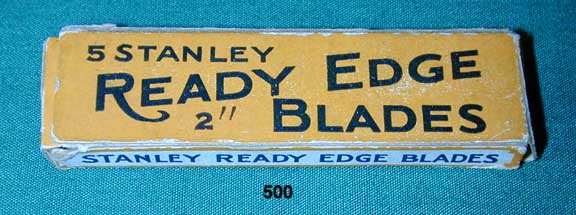 5 STANLEY
READY EDGE
2" BLADES
STANLEY READY EDGE BLADES
500